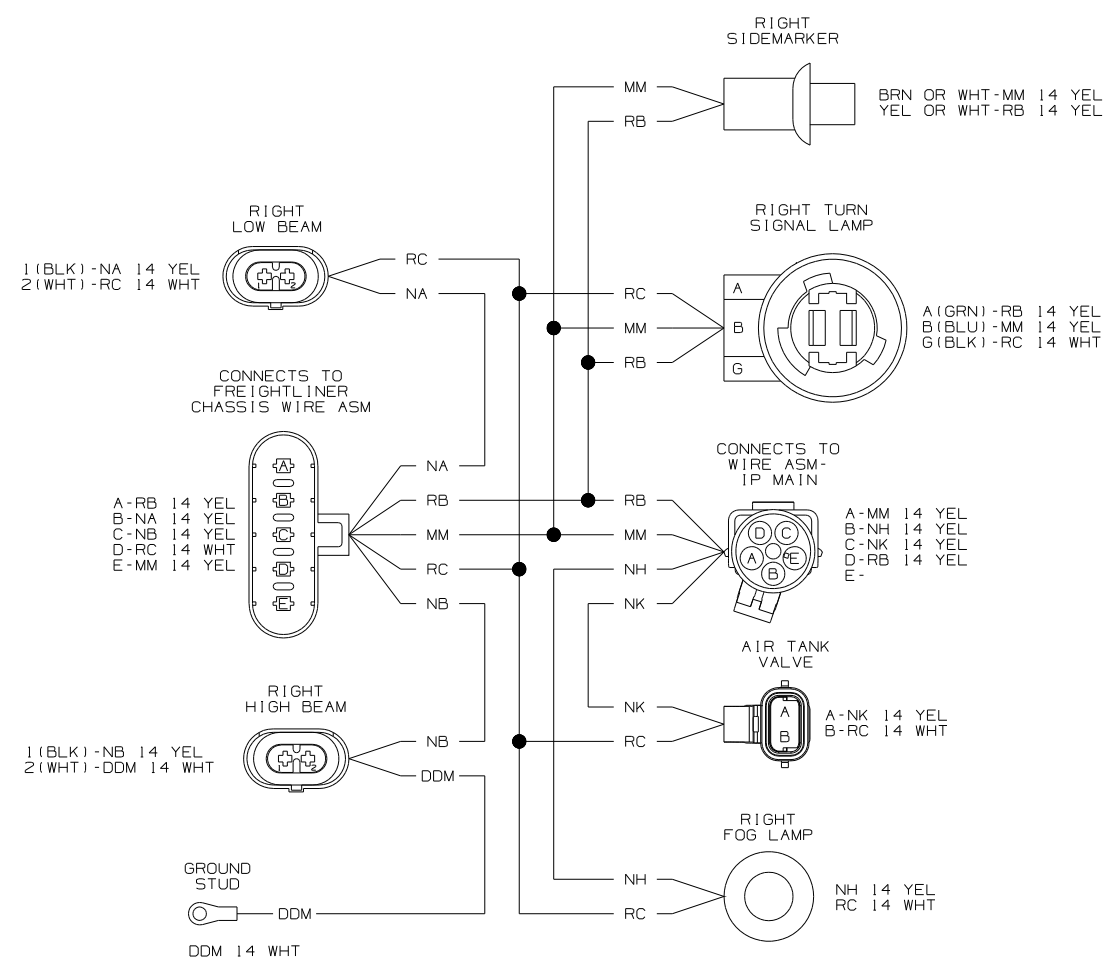 RIGHT
SIDEMARKER
MM
RB
BRN OR WHT-MM 14 YEL
YEL OR WHT-RB 14 YEL
RIGHT
LOW BEAM
1(BLK)-NA 14 YEL
2(WHT)-RC 14 WHT
2
RC
NA
RIGHT TURN
SIGNAL LAMP
RC
MM
RB
A
B
G
A(GRN)-RB 14 YEL
B(BLU)-MM 14 YEL
G(BLK)-RC 14 WHT
CONNECTS TO
FREIGHTLINER
CHASSIS WIRE ASM
A-RB 14 YEL
B-NA 14 YEL
C-NB 14 YEL
D-RC 14 WHT
E-MM 14 YEL
A
B
C
D
E
NA
RB
MM
RC
NB
CONNECTS TO
WIRE ASM-
IP MAIN
RB
MM
NH
NK
D
C
A
E
B
A-MM 14 YEL
B-NH 14 YEL
C-NK 14 YEL
D-RB 14 YEL
E-
AIR TANK
VALVE
NK
RC
A
B
A-NK 14 YEL
B-RC 14 WHT
RIGHT
HIGH BEAM
1(BLK)-NB 14 YEL
2(WHT)-DDM 14 WHT
1 2
NB
DDM
RIGHT
FOG LAMP
NH
RC
NH 14 YEL
RC 14 WHT
GROUND
STUD
DDM
DDM 14 WHT